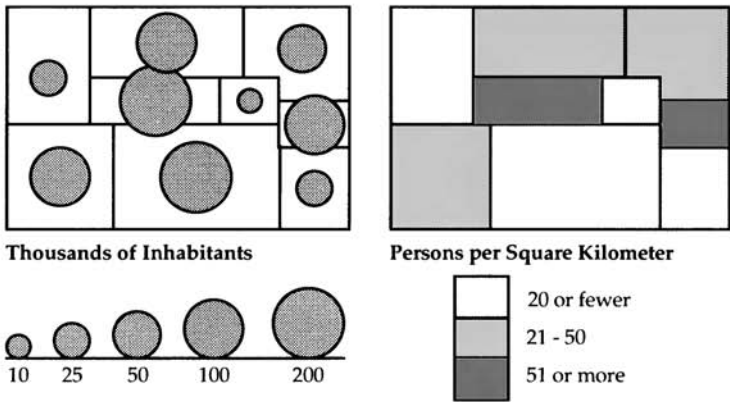 Thousands of Inhabitants
10 25 50 100 200
Persons per Square Kilometer
20 or fewer
21 - 50
51 or more